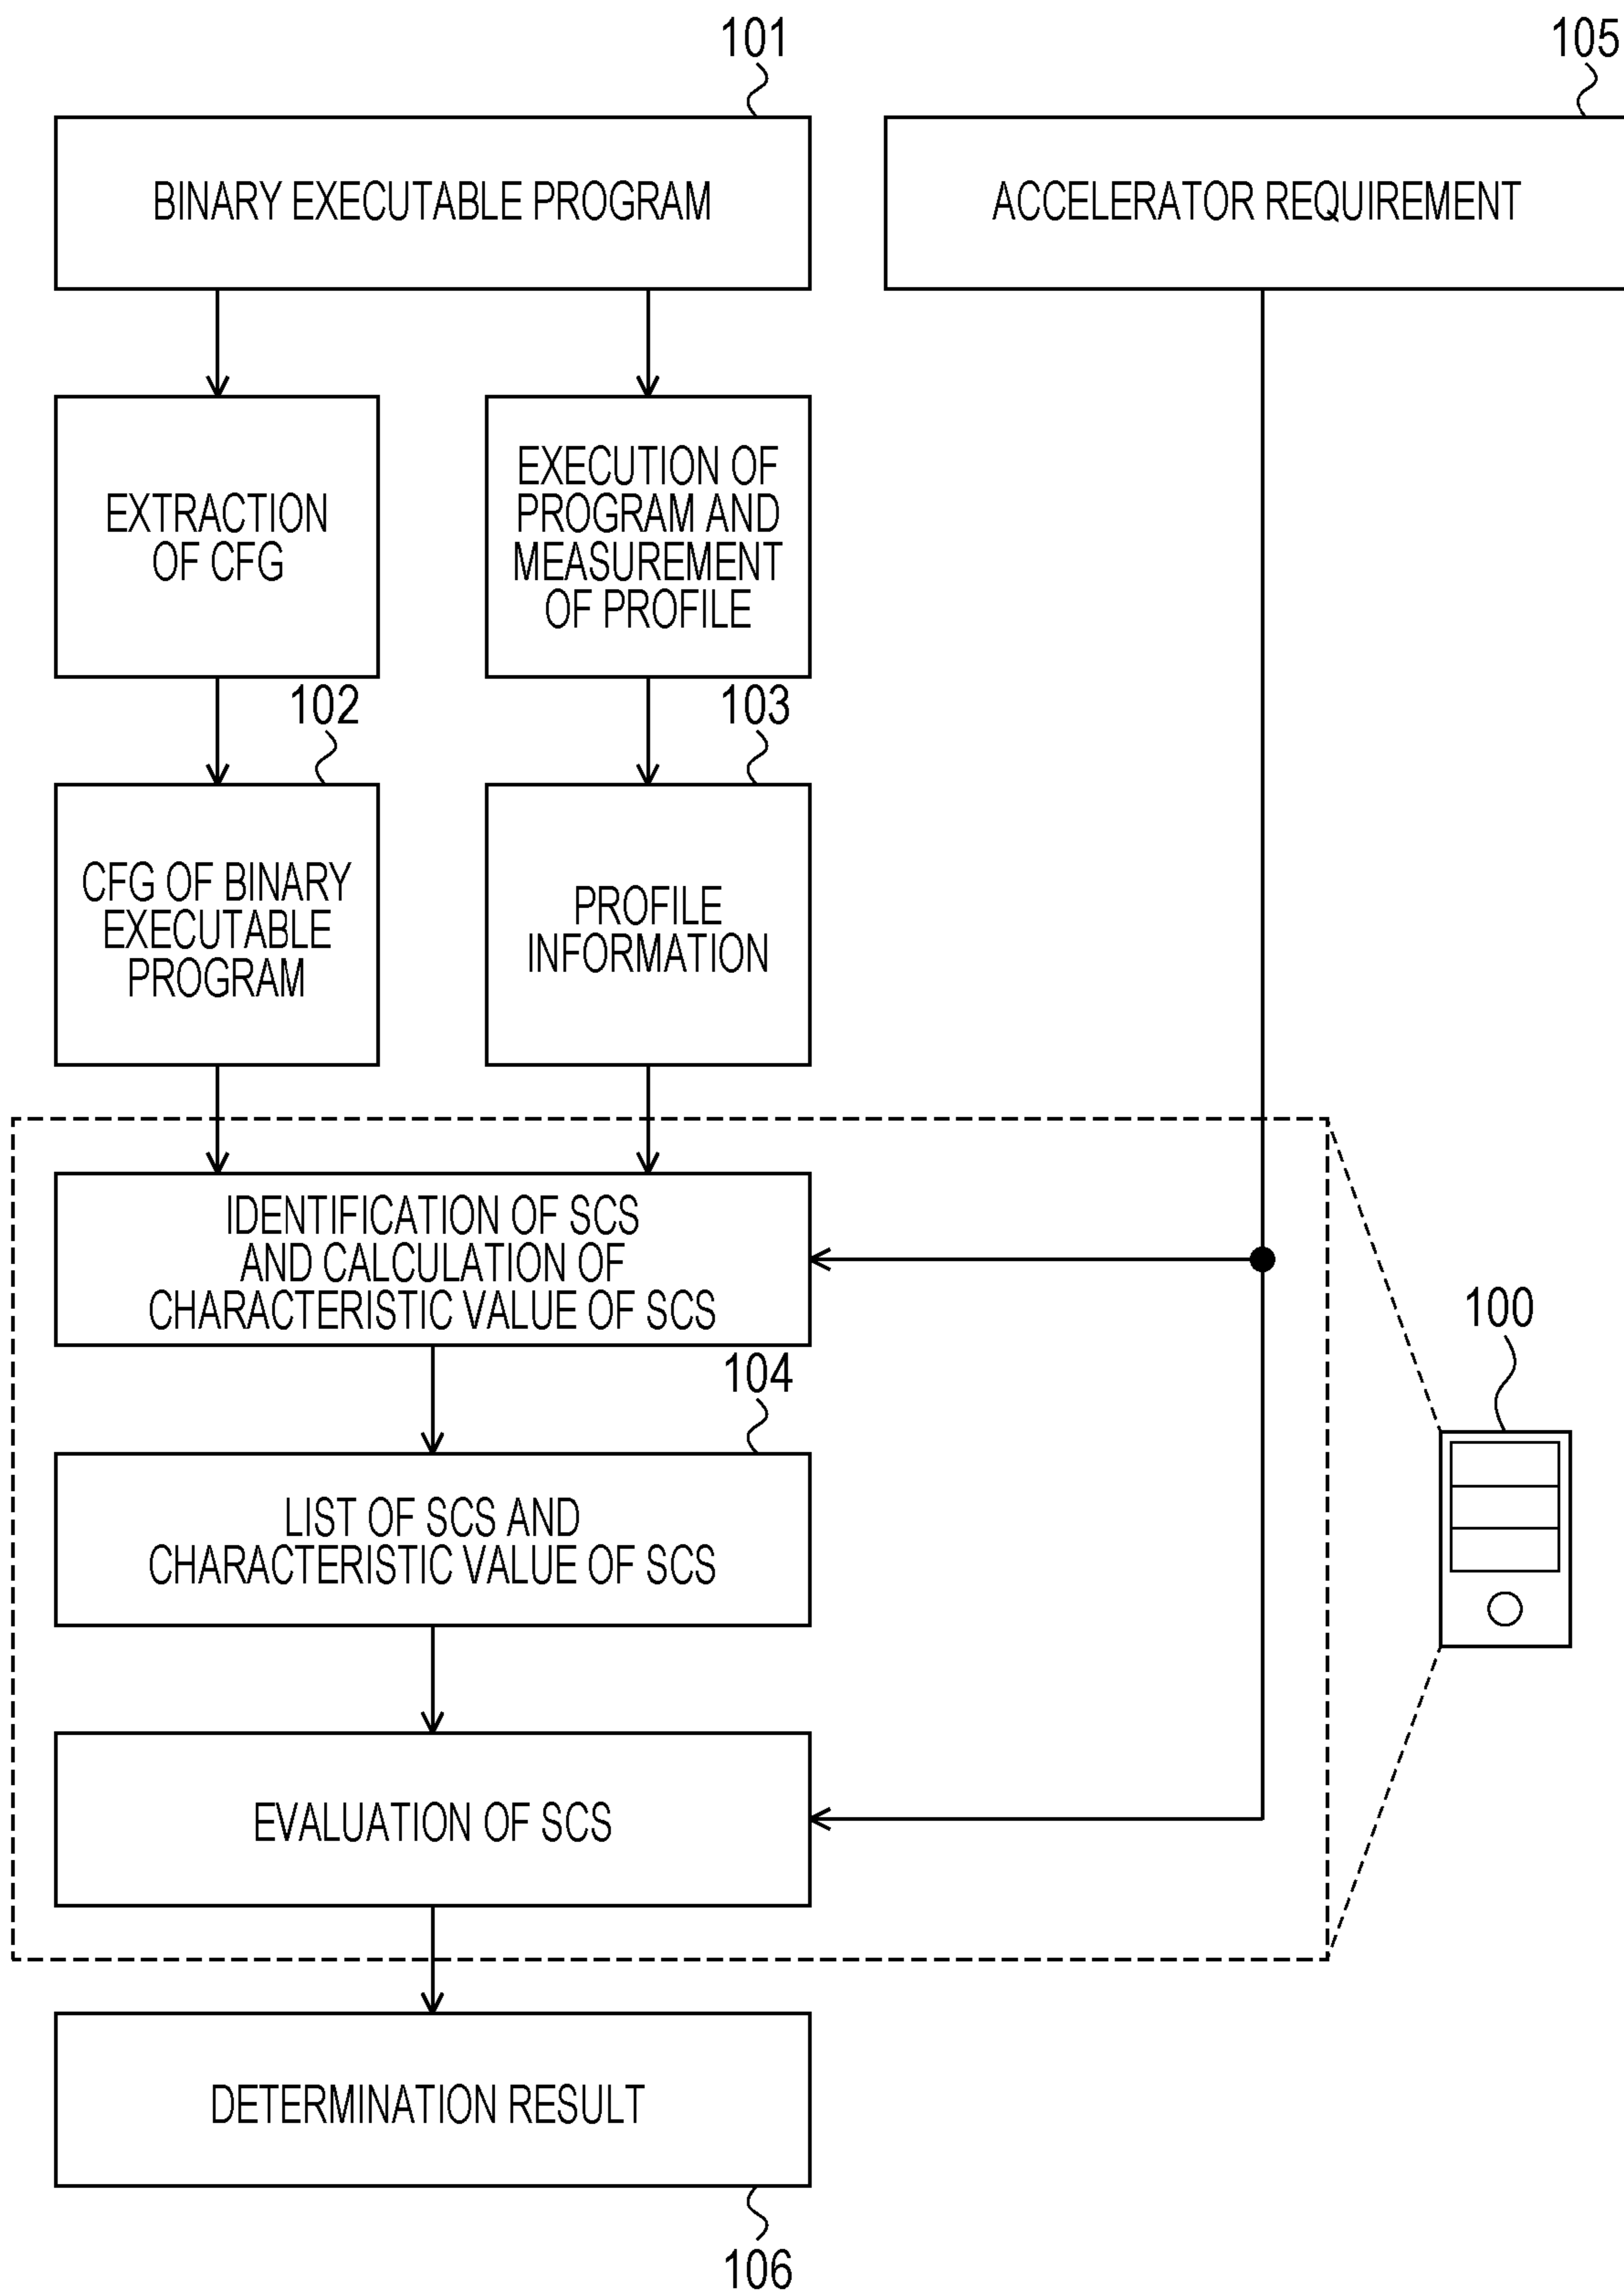 101
105
BINARY EXECUTABLE PROGRAM
ACCELERATOR REQUIREMENT
EXTRACTION
OF CFG
EXECUTION OF
PROGRAM AND
MEASUREMENT
OF PROFILE
102
103
CFG OF BINARY
EXECUTABLE
PROGRAM
PROFILE
INFORMATION
IDENTIFICATION OF SCS
AND CALCULATION OF
CHARACTERISTIC VALUE OF SCS
100
104
LIST OF SCS AND
CHARACTERISTIC VALUE OF SCS
EVALUATION OF SCS
DETERMINATION RESULT
106